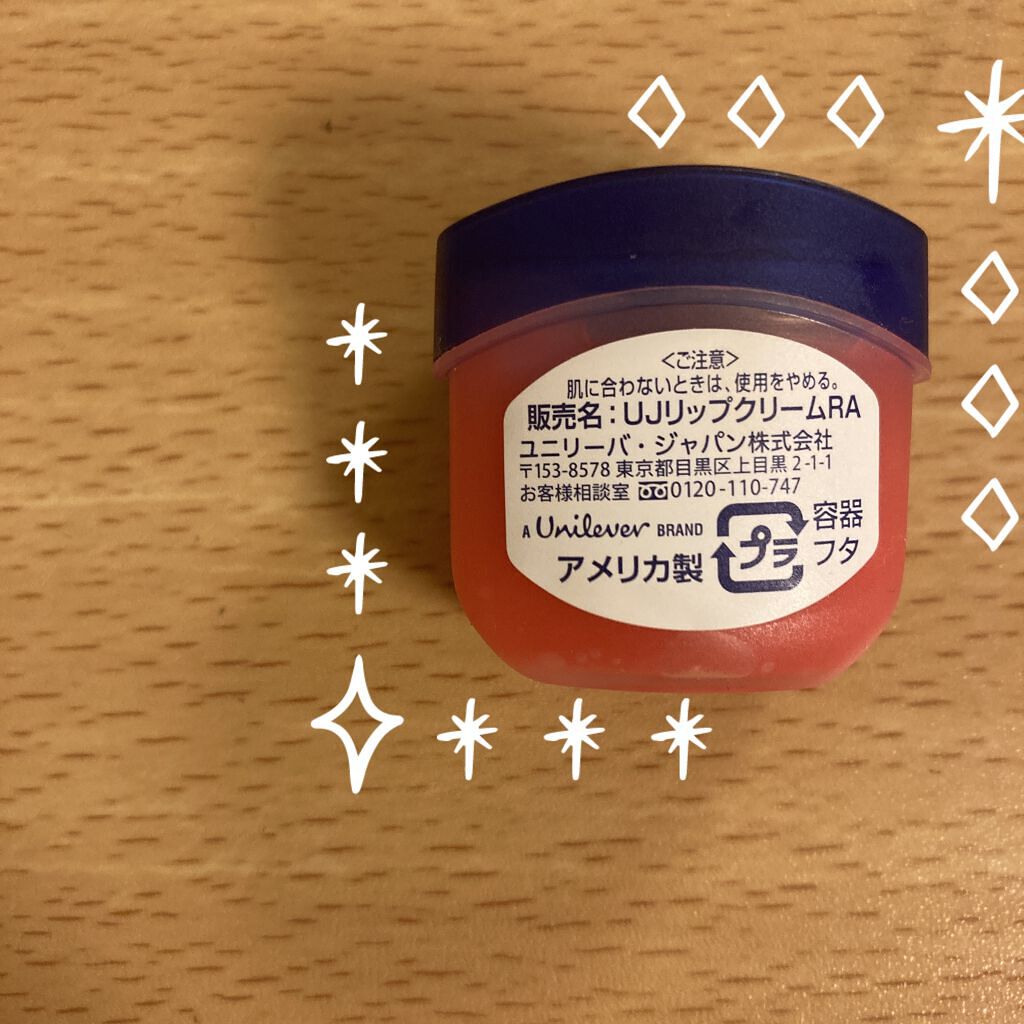 <ご注意>
肌に合わないときは、使用をやめる。
販売名：UJリップクリームRA
ユニリーバ・ジャパン株式会社
〒153-8578 東京都目黒区上目黒 2-1-1
お客様相談室 0120-110-747
A Unilever BRAND
アメリカ製
プラ
容器
フタ